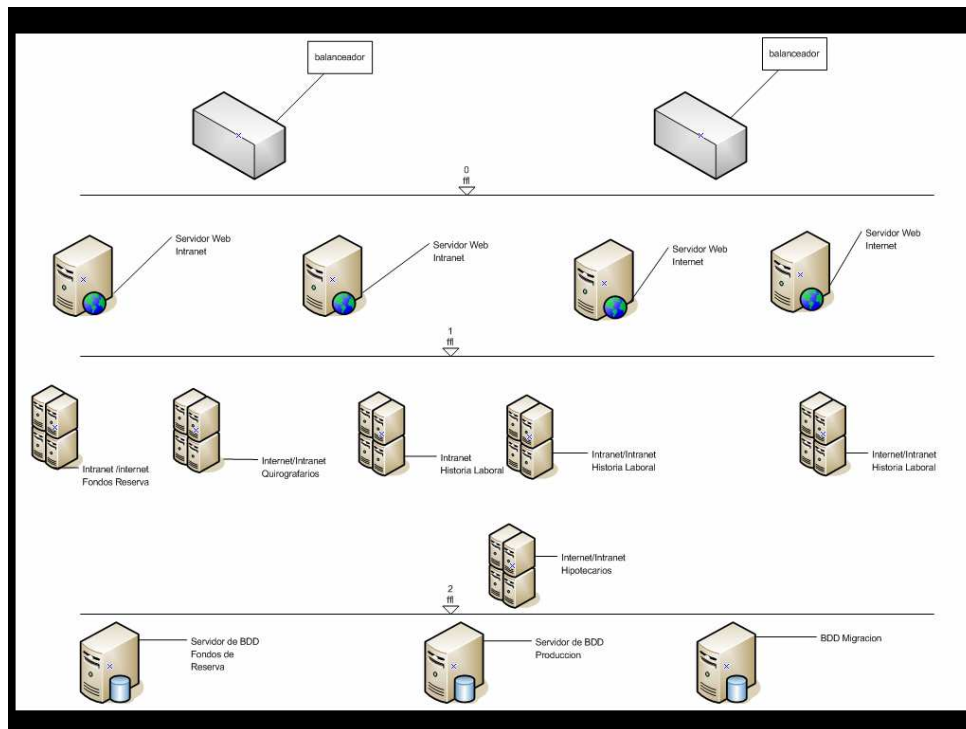 balanceador
balanceador
0
ffl
Servidor Web
Intranet
Servidor Web
Intranet
Servidor Web
Internet
Servidor Web
Internet
1
ffl
Intranet /internet
Fondos Reserva
Internet/Intranet
Quirografarios
Intranet
Historia Laboral
Intranet/Intranet
Historia Laboral
Internet/Intranet
Historia Laboral
Internet/Intranet
Hipotecarios
2
ffl
Servidor de BDD
Fondos de
Reserva
Servidor de BDD
Produccion
BDD Migracion